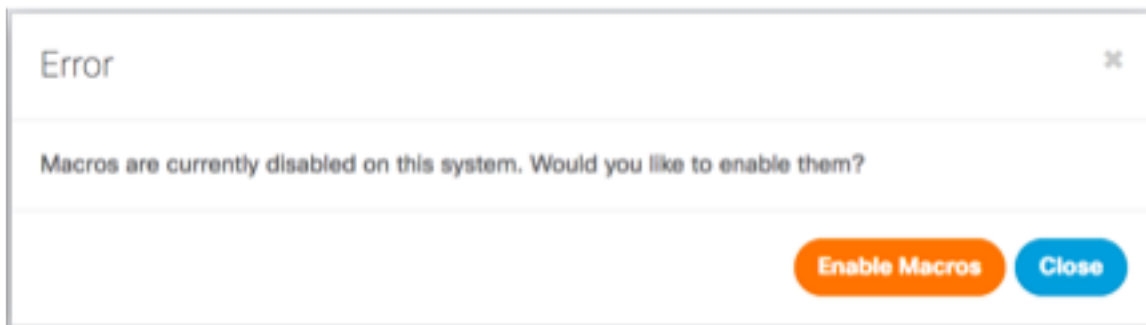 Error
Macros are currently disabled on this system. Would you like to enable them?
Enable Macros Close